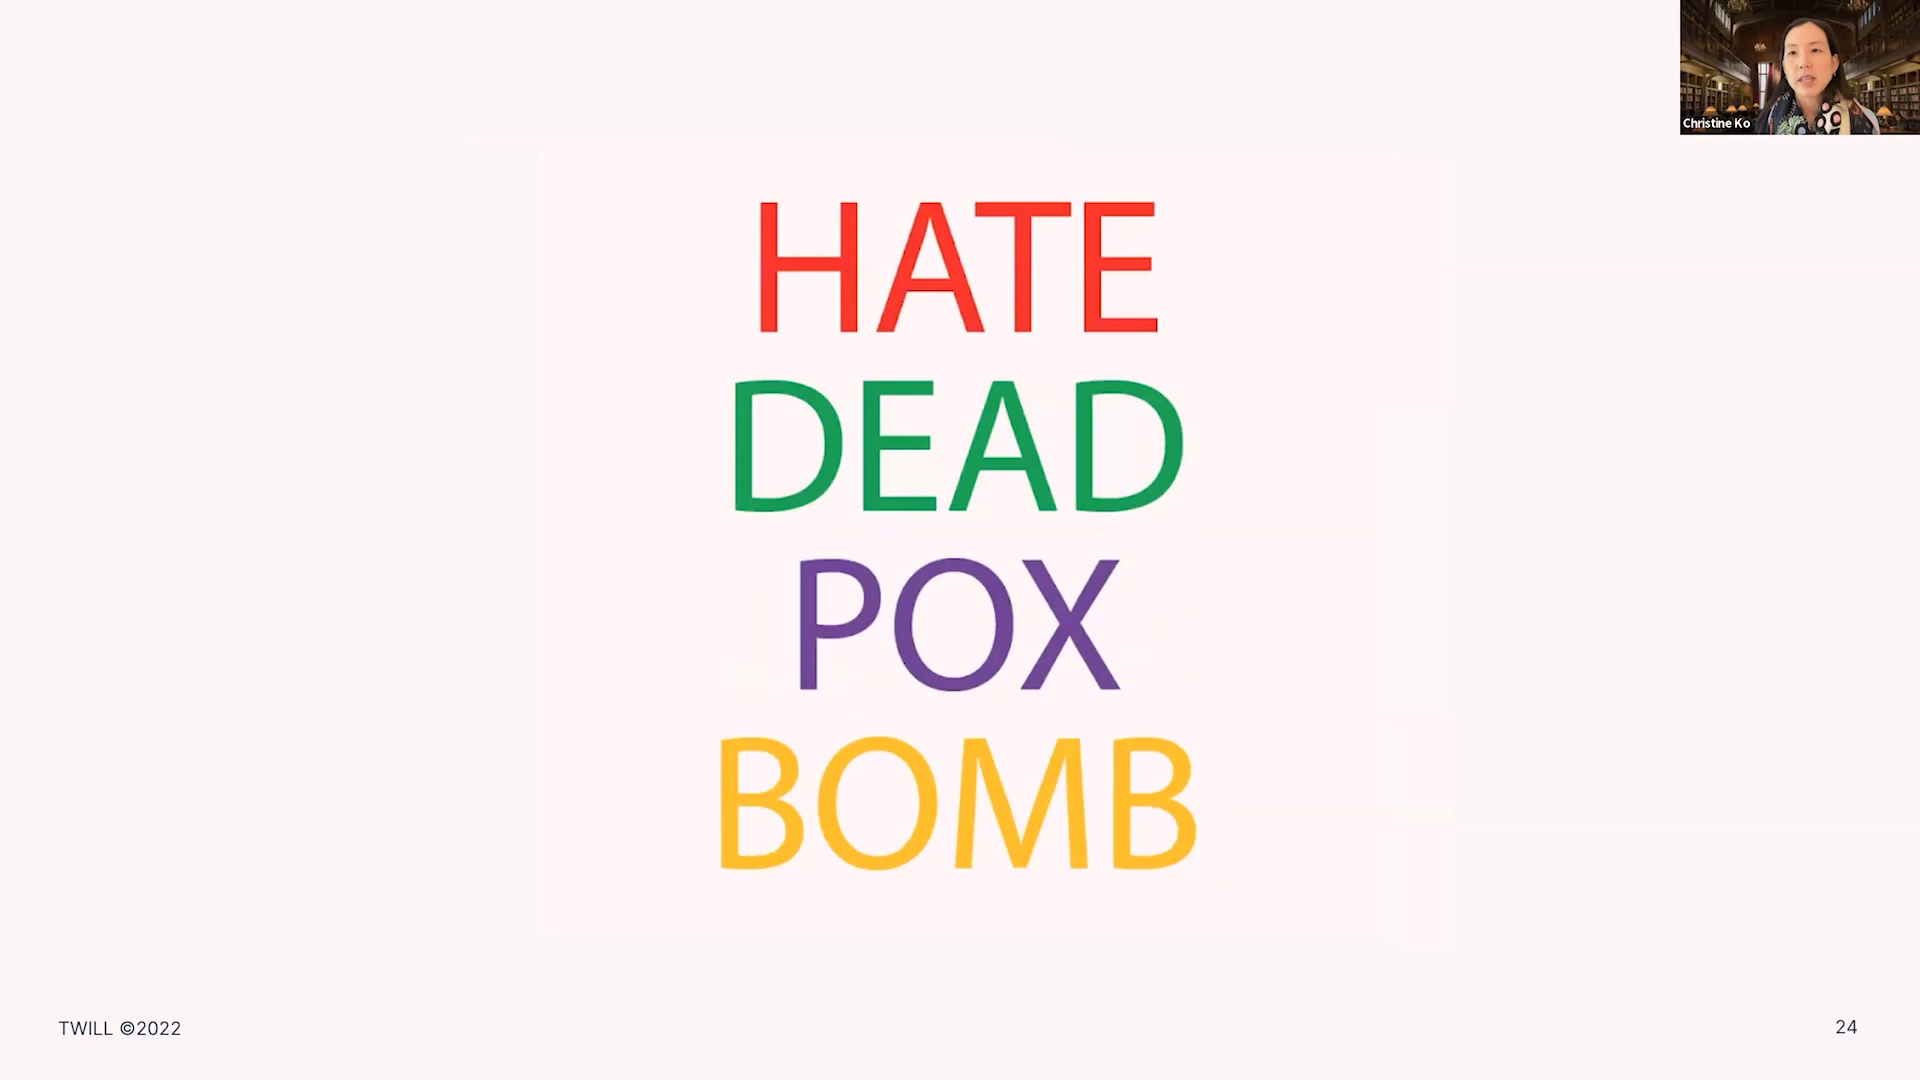 Christine Ko
HATE
DEAD
POX
BOMB
TWILL ©2022
24